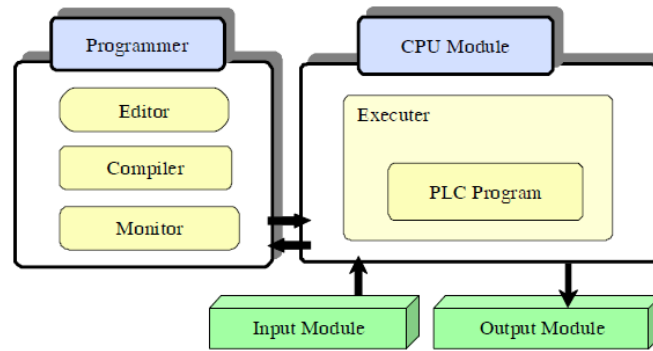 Programmer
CPU Module
Editor
Compiler
Monitor
Executer
PLC Program
Input Module
Output Module